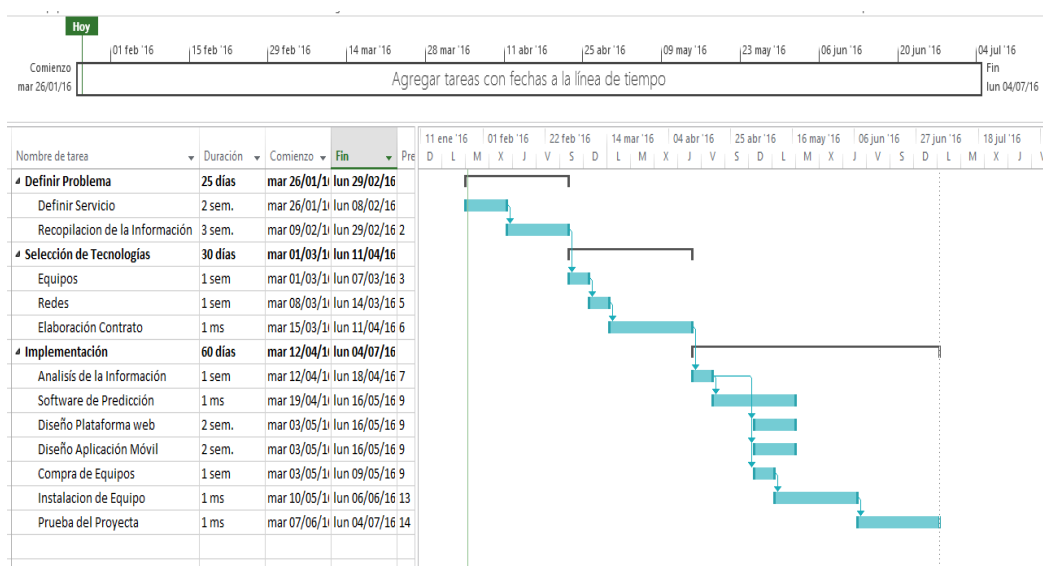 Hoy
01 feb '16 15 feb '16 29 feb '16 14 mar '16 28 mar '16 11 abr '16 25 abr '16 09 may '16 23 may '16 06 jun '16 20 jun '16 04 jul '16
Comienzo
mar 26/01/16
Agregar tareas con fechas a la línea de tiempo
Fin
lun 04/07/16
11 ene '16 01 feb '16 22 feb '16 14 mar '16 04 abr '16 25 abr '16 16 may '16 06 jun '16 27 jun '16 18 jul '16
Nombre de tarea Duración Comienzo Fin Pre D L M X J V S D L M X J V S D L M X J V S D L M X J V
Definir Problema 25 días mar 26/01/1 lun 29/02/16
Definir Servicio 2 sem. mar 26/01/1 lun 08/02/16
Recopilacion de la Información 3 sem. mar 09/02/1 lun 29/02/16 2
Selección de Tecnologías 30 días mar 01/03/1 lun 11/04/16
Equipos 1 sem mar 01/03/1 lun 07/03/16 3
Redes 1 sem mar 08/03/1 lun 14/03/16 5
Elaboración Contrato 1 ms mar 15/03/1 lun 11/04/16 6
Implementación 60 días mar 12/04/1 lun 04/07/16
Analisís de la Información 1 sem mar 12/04/1 lun 18/04/16 7
Software de Predicción 1 ms mar 19/04/1 lun 16/05/16 9
Diseño Plataforma web 2 sem. mar 03/05/1 lun 16/05/16 9
Diseño Aplicación Móvil 2 sem. mar 03/05/1 lun 16/05/16 9
Compra de Equipos 1 sem mar 03/05/1 lun 09/05/16 9
Instalacion de Equipo 1 ms mar 10/05/1 lun 06/06/16 13
Prueba del Proyecta 1 ms mar 07/06/1 lun 04/07/16 14